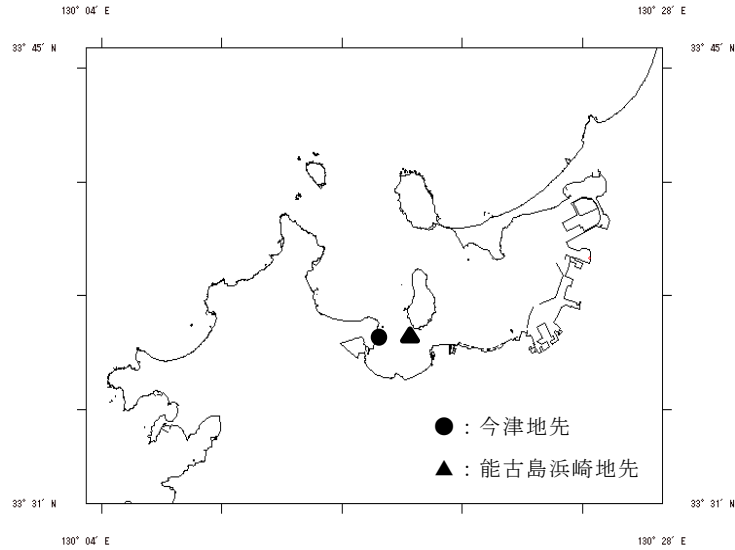 130° 04′ E 130° 28′ E
33° 45′ N 33° 45′ N
●：今津地先
▲：能古島浜崎地先
33° 31′ N 33° 31′ N
130° 04′ E 130° 28′ E